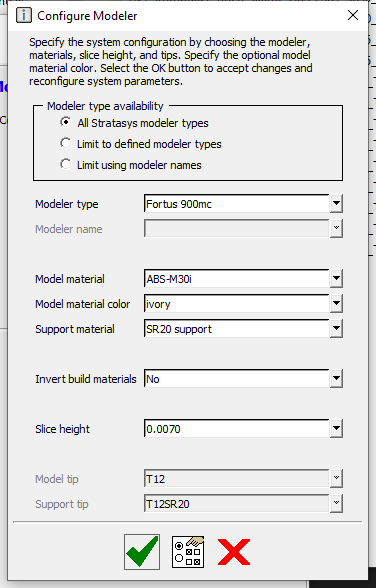 Configure Modeler
Specify the system configuration by choosing the modeler,
materials, slice height, and tips. Specify the optional model
material color. Select the OK button to accept changes and
reconfigure system parameters.
Modeler type availability
All Stratasys modeler types
Limit to defined modeler types
Limit using modeler names
Modeler type Fortus 900mc
Modeler name
Model material ABS-M30i
Model material color ivory
Support material SR20 support
Invert build materials No
Slice height 0.0070
Model tip T12
Support tip T12SR20